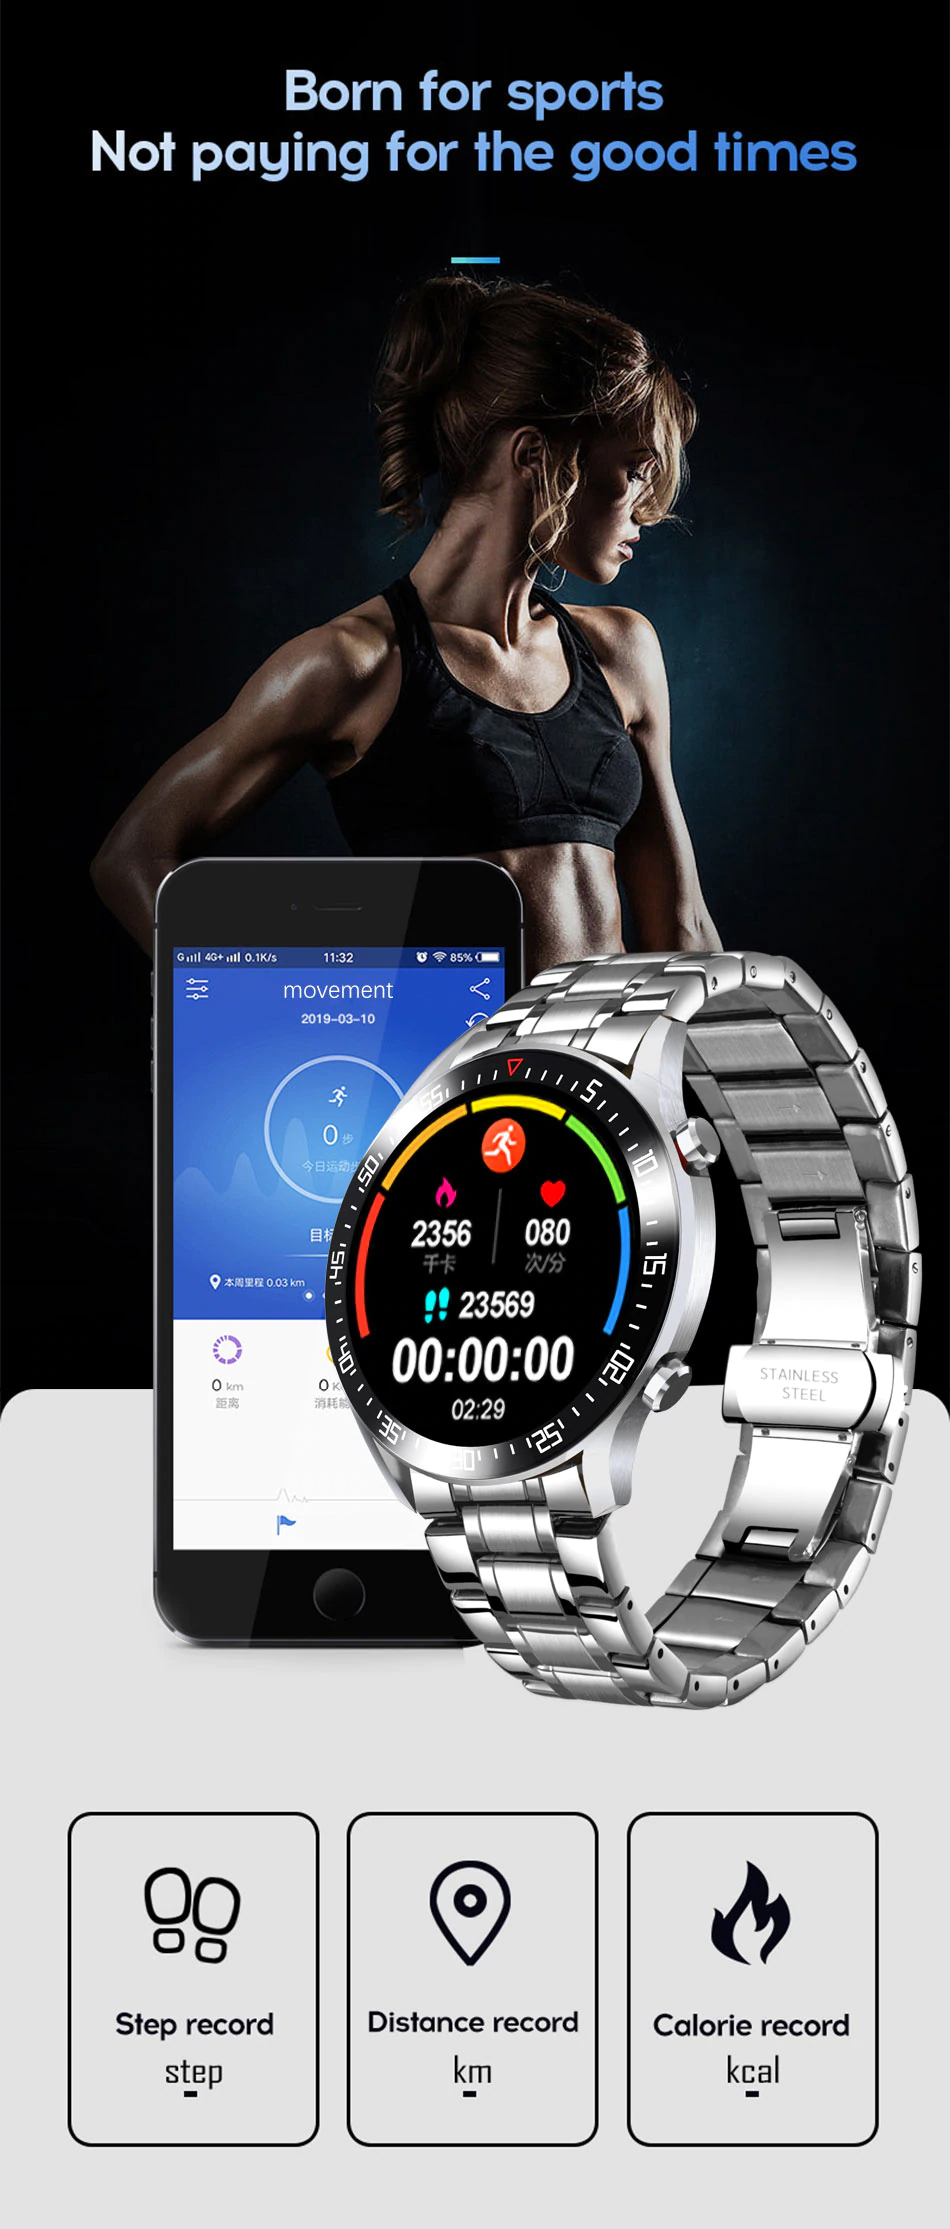 Born for sports
Not paying for the good times
4G+ 0.1K/s 11:32 85%
movement
2019-03-10
0 步
今日运动步
目标
本周里程 0.03 km
0 km
距离
0
消耗能
55
5
50
10
45
15
40
20
35
25
30
2356
千卡
080
次/分
23569
00:00:00
02:29
STAINLESS
STEEL
Step record
step
Distance record
km
Calorie record
kcal